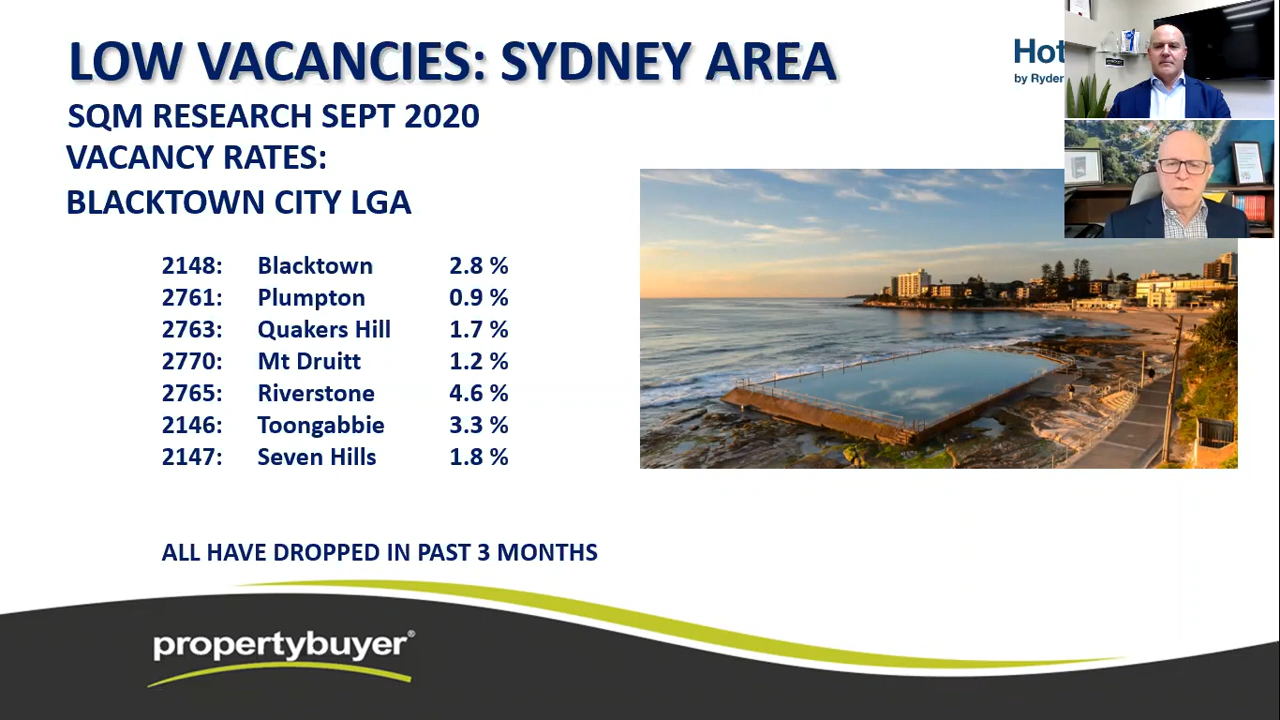 LOW VACANCIES: SYDNEY AREA
SQM RESEARCH SEPT 2020
VACANCY RATES:
BLACKTOWN CITY LGA
2148: Blacktown 2.8 %
2761: Plumpton 0.9 %
2763: Quakers Hill 1.7 %
2770: Mt Druitt 1.2 %
2765: Riverstone 4.6 %
2146: Toongabbie 3.3 %
2147: Seven Hills 1.8 %
ALL HAVE DROPPED IN PAST 3 MONTHS
Hot
by Ryder
propertybuyer®